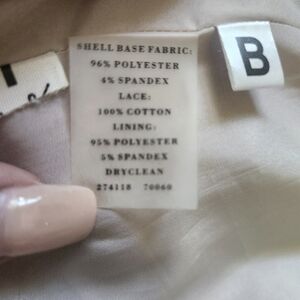 SHELL BASE FABRIC:
96% POLYESTER
4% SPANDEX
LACE:
100% COTTON
LINING:
95% POLYESTER
5% SPANDEX
DRYCLEAN
274118 70060
B